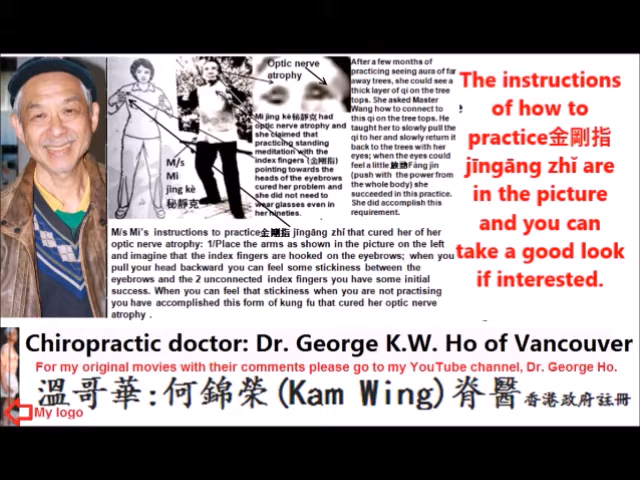 Optic nerve
atrophy
M/s
Mi
jing kè
秘靜克
Mi jing kè秘靜克 had
optic nerve atrophy and
she claimed that
practicing standing
meditation with the
index fingers (金剛指)
pointing towards the
heads of the eyebrows
cured her problem and
she did not need to
wear glasses even in
her nineties.
After a few months of
practicing seeing aura of far
away trees, she could see a
thick layer of qi on the tree
tops. She asked Master
Wang how to connect to
this qi on the tree tops. He
taught her to slowly pull the
qi to her and slowly return it
back to the trees with her
eyes; when the eyes could
feel a little 放勁Fàng jìn
(push with the power from
the whole body) she
succeeded in this practice.
She did accomplish this
requirement.
The instructions
of how to
practice金剛指
jīngāng zhǐ are
in the picture
and you can
take a good look
if interested.
M/s Mi's instructions to practice金剛指 jīngāng zhǐ that cured her of her
optic nerve atrophy: 1/Place the arms as shown in the picture on the left
and imagine that the index fingers are hooked on the eyebrows; when you
pull your head backward you can feel some stickiness between the
eyebrows and the 2 unconnected index fingers you have some initial
success. When you can feel that stickiness when you are not practising
you have accomplished this form of kung fu that cured her optic nerve
atrophy .
Chiropractic doctor: Dr. George K.W. Ho of Vancouver
For my original movies with their comments please go to my YouTube channel, Dr. George Ho.
溫哥華:何錦榮(Kam Wing)脊醫香港政府註冊
My logo